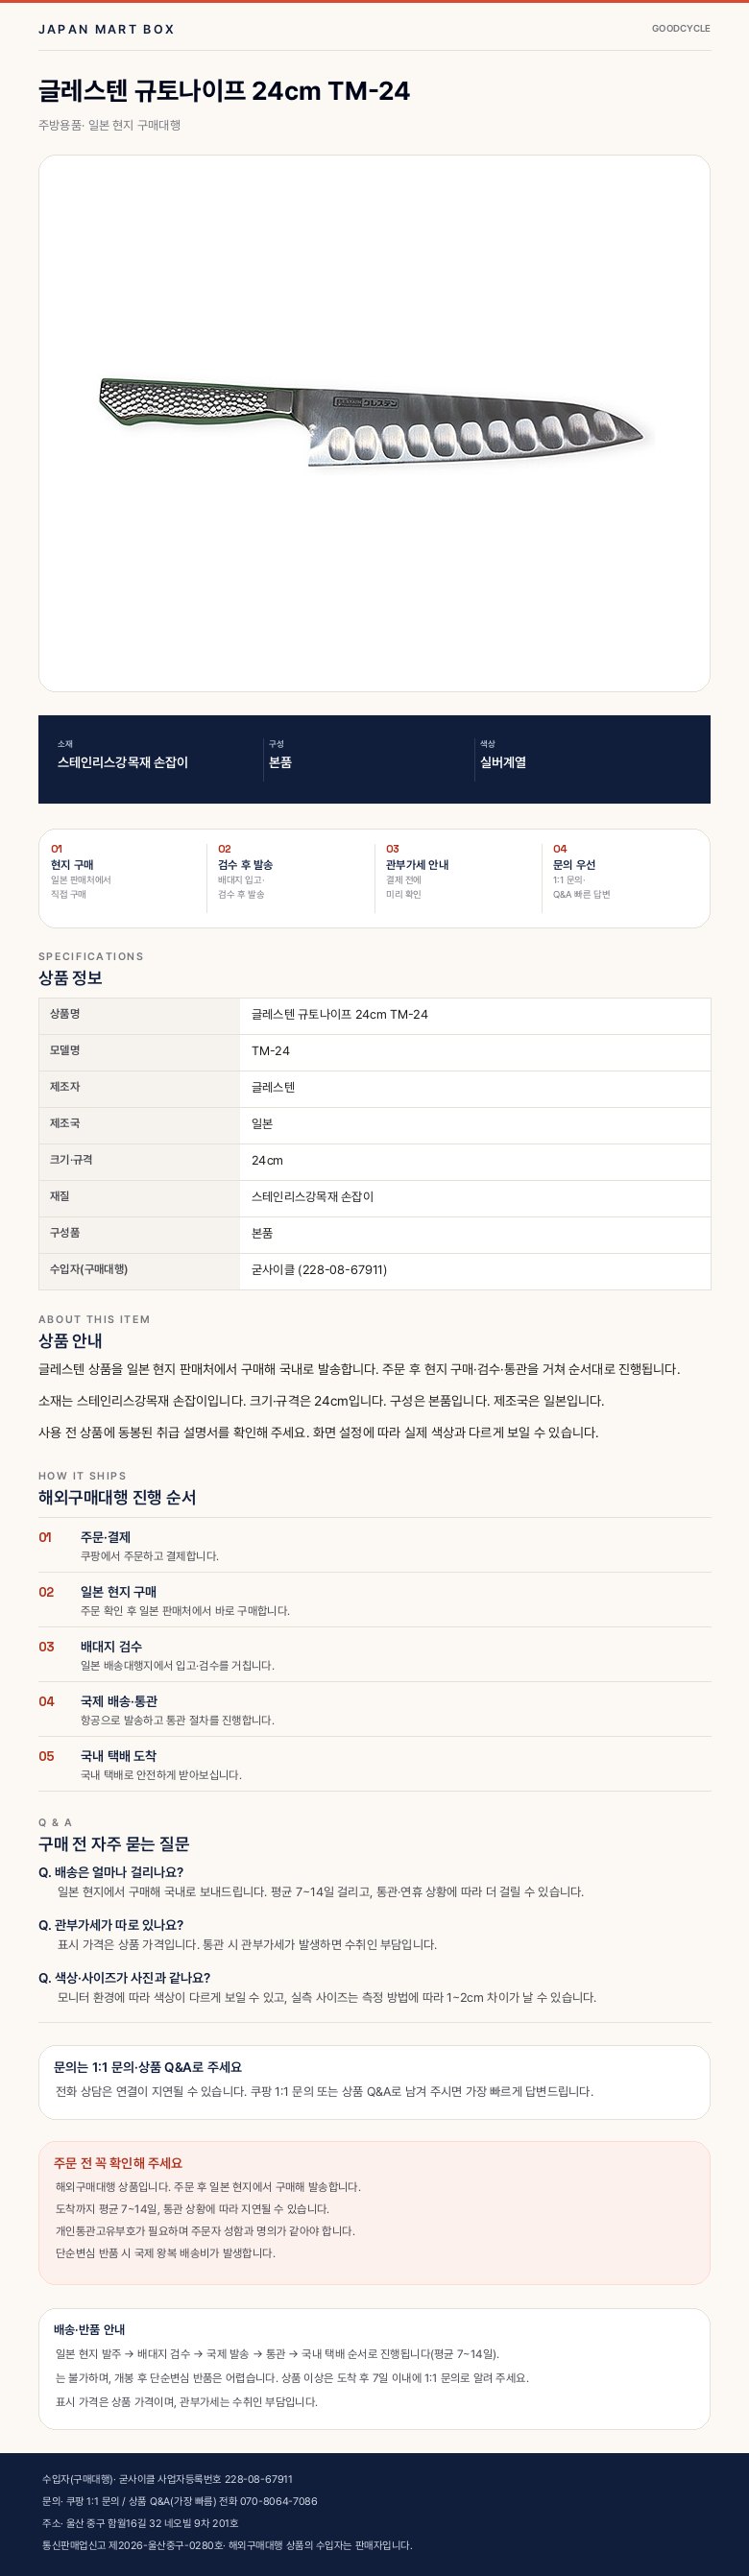 JAPAN MART BOX
GOODCYCLE
글레스텐 규토나이프 24cm TM-24
주방용품· 일본 현지 구매대행
グレステン
소재
스테인리스강목재 손잡이
구성
본품
색상
실버계열
01
현지 구매
일본 판매처에서
직접 구매
02
검수 후 발송
배대지 입고·
검수 후 발송
03
관부가세 안내
결제 전에
미리 확인
04
문의 우선
1:1 문의·
Q&A 빠른 답변
SPECIFICATIONS
상품 정보
상품명 글레스텐 규토나이프 24cm TM-24
모델명 TM-24
제조자 글레스텐
제조국 일본
크기·규격 24cm
재질 스테인리스강목재 손잡이
구성품 본품
수입자(구매대행) 굳사이클 (228-08-67911)
ABOUT THIS ITEM
상품 안내
글레스텐 상품을 일본 현지 판매처에서 구매해 국내로 발송합니다. 주문 후 현지 구매·검수·통관을 거쳐 순서대로 진행됩니다.
소재는 스테인리스강목재 손잡이입니다. 크기·규격은 24cm입니다. 구성은 본품입니다. 제조국은 일본입니다.
사용 전 상품에 동봉된 취급 설명서를 확인해 주세요. 화면 설정에 따라 실제 색상과 다르게 보일 수 있습니다.
HOW IT SHIPS
해외구매대행 진행 순서
01 주문·결제
쿠팡에서 주문하고 결제합니다.
02 일본 현지 구매
주문 확인 후 일본 판매처에서 바로 구매합니다.
03 배대지 검수
일본 배송대행지에서 입고·검수를 거칩니다.
04 국제 배송·통관
항공으로 발송하고 통관 절차를 진행합니다.
05 국내 택배 도착
국내 택배로 안전하게 받아보십니다.
Q & A
구매 전 자주 묻는 질문
Q. 배송은 얼마나 걸리나요?
일본 현지에서 구매해 국내로 보내드립니다. 평균 7~14일 걸리고, 통관·연휴 상황에 따라 더 걸릴 수 있습니다.
Q. 관부가세가 따로 있나요?
표시 가격은 상품 가격입니다. 통관 시 관부가세가 발생하면 수취인 부담입니다.
Q. 색상·사이즈가 사진과 같나요?
모니터 환경에 따라 색상이 다르게 보일 수 있고, 실측 사이즈는 측정 방법에 따라 1~2cm 차이가 날 수 있습니다.
문의는 1:1 문의·상품 Q&A로 주세요
전화 상담은 연결이 지연될 수 있습니다. 쿠팡 1:1 문의 또는 상품 Q&A로 남겨 주시면 가장 빠르게 답변드립니다.
주문 전 꼭 확인해 주세요
해외구매대행 상품입니다. 주문 후 일본 현지에서 구매해 발송합니다.
도착까지 평균 7~14일, 통관 상황에 따라 지연될 수 있습니다.
개인통관고유부호가 필요하며 주문자 성함과 명의가 같아야 합니다.
단순변심 반품 시 국제 왕복 배송비가 발생합니다.
배송·반품 안내
일본 현지 발주 → 배대지 검수 → 국제 발송 → 통관 → 국내 택배 순서로 진행됩니다(평균 7~14일).
는 불가하며, 개봉 후 단순변심 반품은 어렵습니다. 상품 이상은 도착 후 7일 이내에 1:1 문의로 알려 주세요.
표시 가격은 상품 가격이며, 관부가세는 수취인 부담입니다.
수입자(구매대행)· 굳사이클 사업자등록번호 228-08-67911
문의· 쿠팡 1:1 문의 / 상품 Q&A(가장 빠름) 전화 070-8064-7086
주소· 울산 중구 함월16길 32 네오빌 9차 201호
통신판매업신고 제2026-울산중구-0280호· 해외구매대행 상품의 수입자는 판매자입니다.